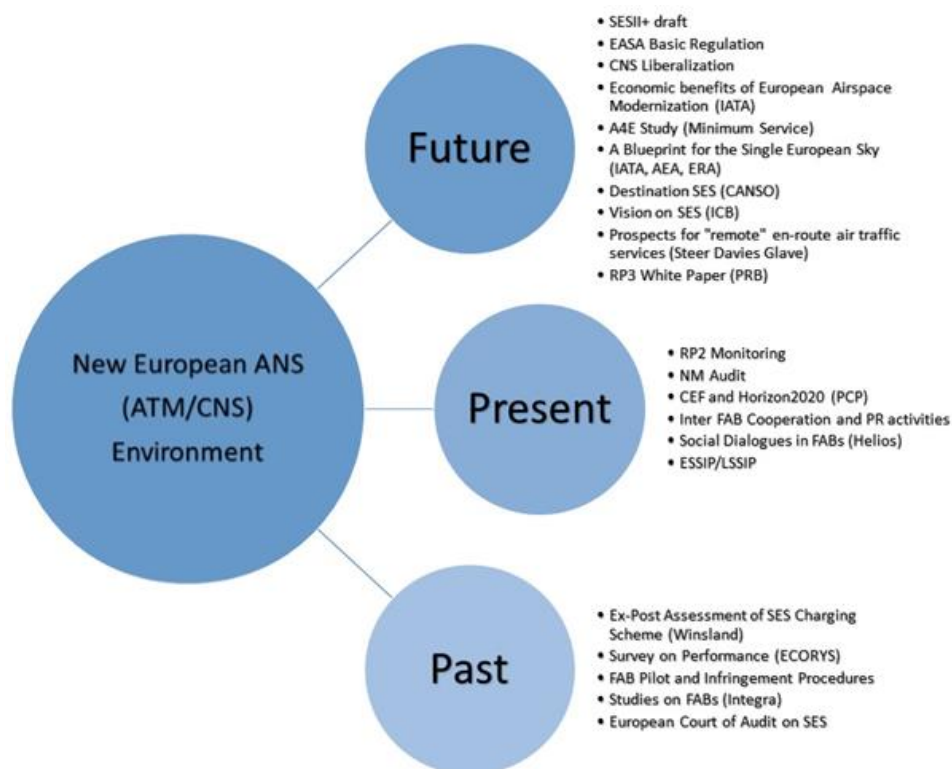 • SESII+ draft
• EASA Basic Regulation
• CNS Liberalization
• Economic benefits of European Airspace
Modernization (IATA)
• A4E Study (Minimum Service)
• A Blueprint for the Single European Sky
(IATA, AEA, ERA)
• Destination SES (CANSO)
• Vision on SES (ICB)
• Prospects for "remote" en-route air traffic
services (Steer Davies Glave)
• RP3 White Paper (PRB)
Future
New European ANS
(ATM/CNS)
Environment
Present
• RP2 Monitoring
• NM Audit
• CEF and Horizon2020 (PCP)
• Inter FAB Cooperation and PR activities
• Social Dialogues in FABs (Helios)
• ESSIP/LSSIP
Past
• Ex-Post Assessment of SES Charging
Scheme (Winsland)
• Survey on Performance (ECORYS)
• FAB Pilot and Infringement Procedures
• Studies on FABs (Integra)
• European Court of Audit on SES